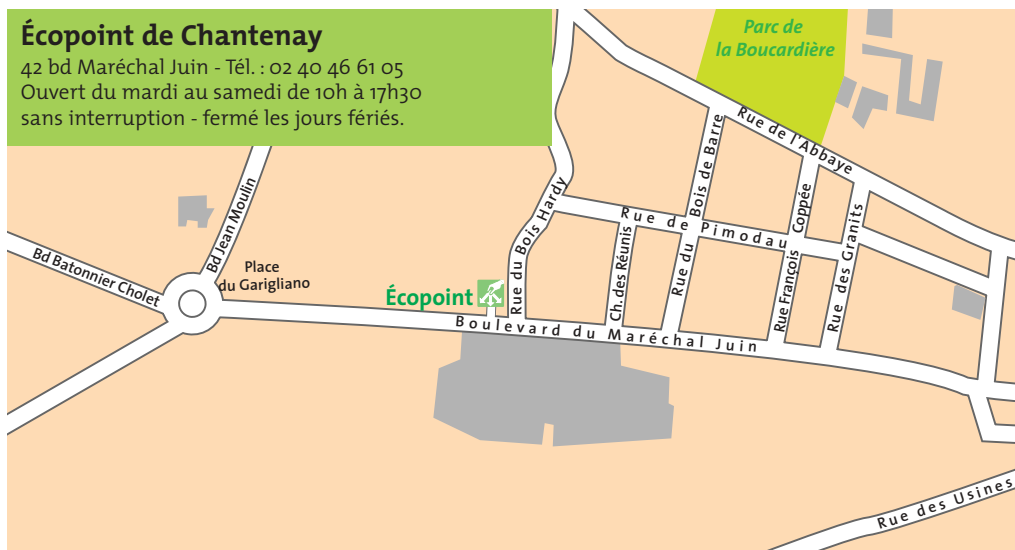 Écopoint de Chantenay
42 bd Maréchal Juin - Tél. : 02 40 46 61 05
Ouvert du mardi au samedi de 10h à 17h30
sans interruption - fermé les jours fériés.
Parc de
la Boucardière
Rue de l'Abbaye
Rue du Bois de Barre
Rue du Bois Hardy
Rue de Pimodau
Rue François Coppée
Rue des Granits
Ch. des Réunis
Bd Jean Moulin
Bd Batonnier Cholet
Place
du Garigliano
Écopoint
Boulevard du Maréchal Juin
Rue des Usines